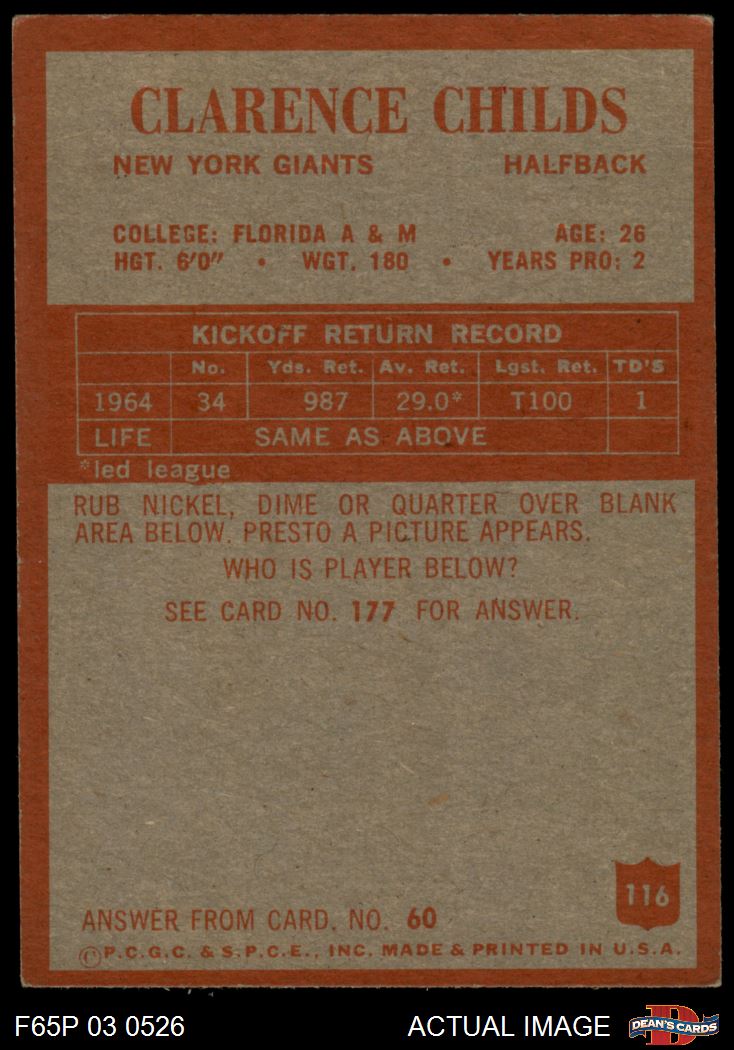 CLARENCE CHILDS
NEW YORK GIANTS HALFBACK
COLLEGE: FLORIDA A & M AGE: 26
HGT. 6'0" • WGT. 180 • YEARS PRO: 2
KICKOFF RETURN RECORD
No. Yds. Ret. Av. Ret. Lgst. Ret. TD'S
1964 34 987 29.0* T100 1
LIFE SAME AS ABOVE
*led league
RUB NICKEL, DIME OR QUARTER OVER BLANK
AREA BELOW. PRESTO A PICTURE APPEARS.
WHO IS PLAYER BELOW?
SEE CARD NO. 177 FOR ANSWER.
116
ANSWER FROM CARD. NO. 60
©P.C.G.C. & S.P.C.E., INC. MADE & PRINTED IN U.S.A.
F65P 03 0526 ACTUAL IMAGE D DEAN'S CARDS